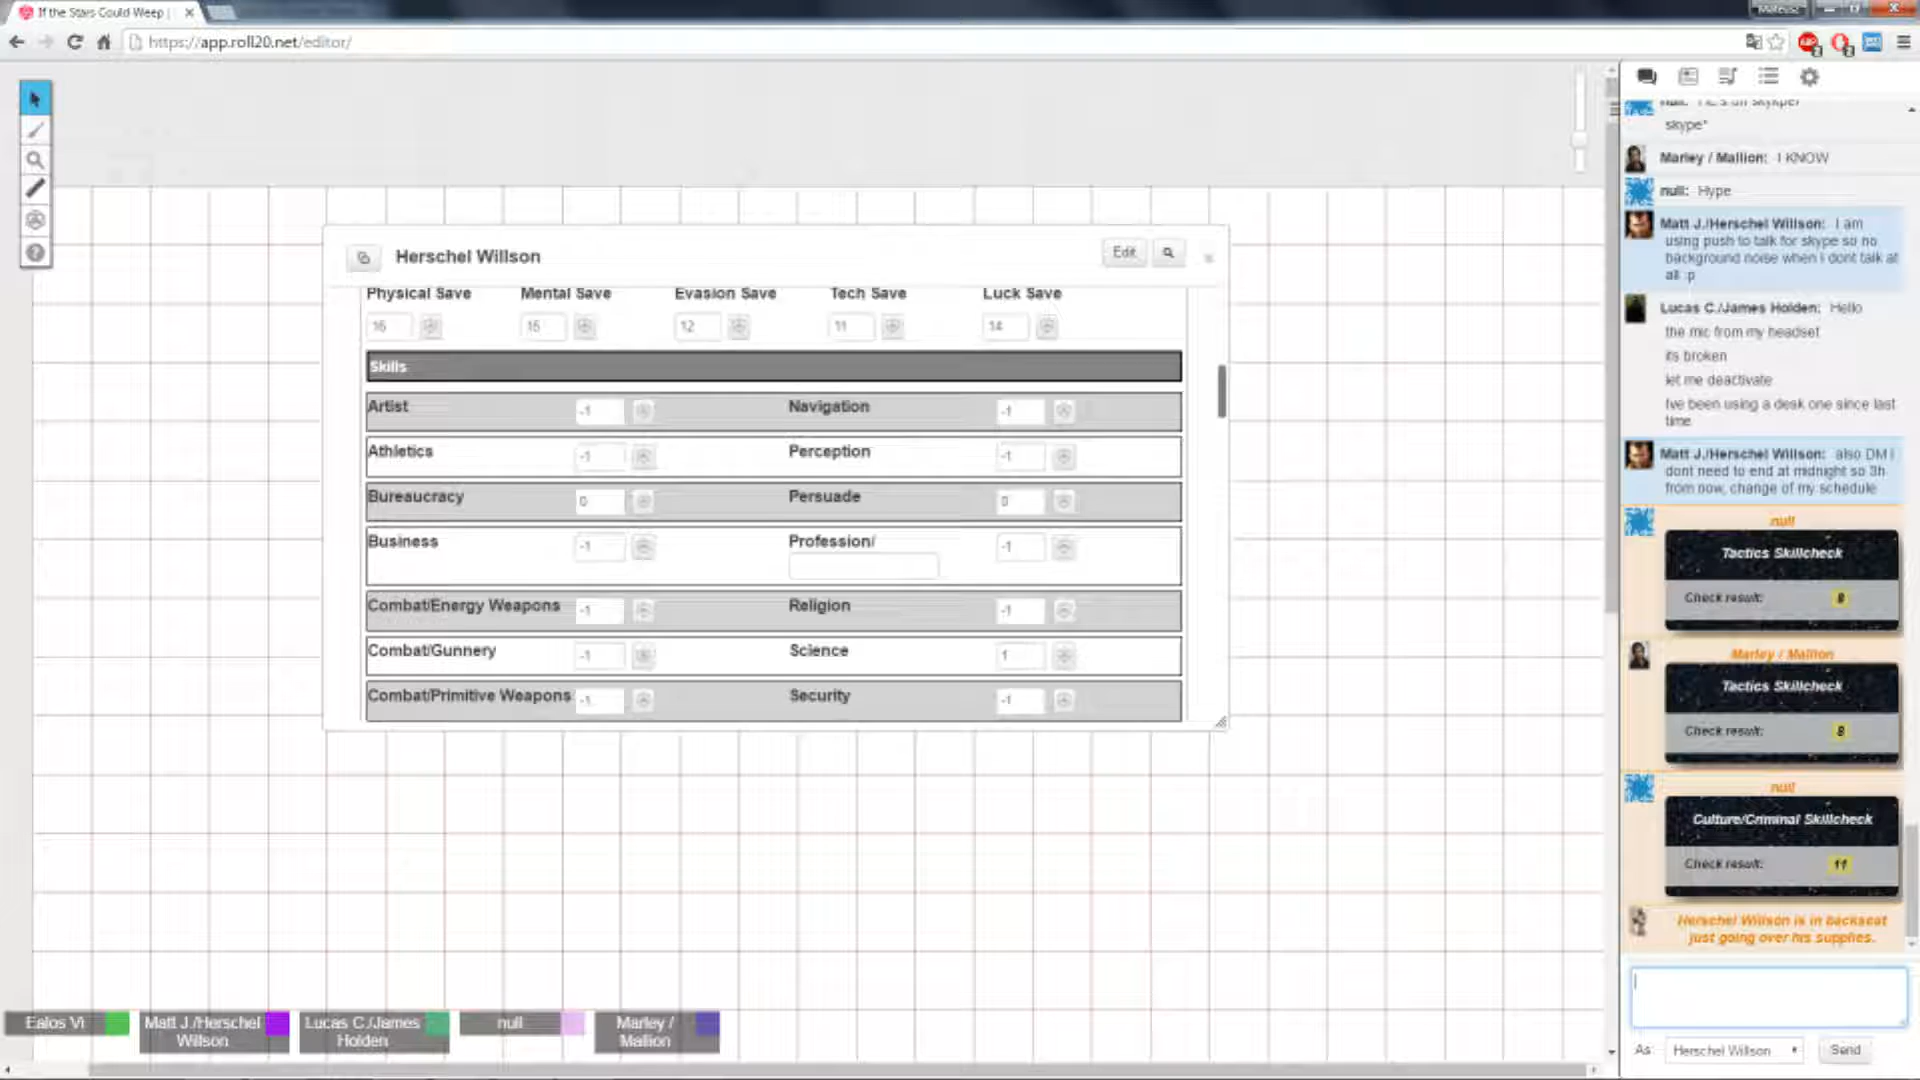 If the Stars Could Weep |
Mateusz
https://app.roll20.net/editor/
Herschel Willson
Edit
Physical Save
Mental Save
Evasion Save
Tech Save
Luck Save
16
15
12
11
14
Skills
Artist -1
Navigation -1
Athletics -1
Perception -1
Bureaucracy 0
Persuade 0
Business -1
Profession/ -1
Combat/Energy Weapons -1
Religion -1
Combat/Gunnery -1
Science 1
Combat/Primitive Weapons -1
Security -1
skype*
Marley / Mallion: I KNOW
null: Hype
Matt J./Herschel Willson: I am
using push to talk for skype so no
background noise when i dont talk at
all :p
Lucas C./James Holden: Hello
the mic from my headset
its broken
let me deactivate
I've been using a desk one since last
time
Matt J./Herschel Willson: also DM i
dont need to end at midnight so 3h
from now, change of my schedule
null
Tactics Skillcheck
Check result: 8
Marley / Mallion
Tactics Skillcheck
Check result: 8
null
Culture/Criminal Skillcheck
Check result: 11
Herschel Willson is in backseat
just going over his supplies.
As: Herschel Willson
Send
Ealos VI
Matt J./Herschel
Willson
Lucas C./James
Holden
null
Marley /
Mallion